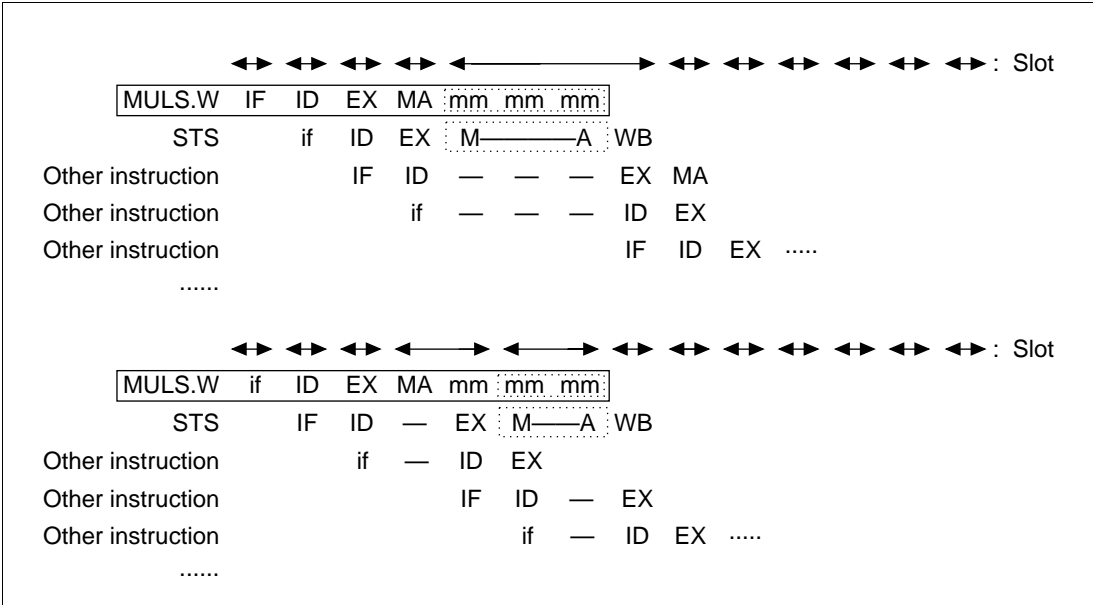 : Slot
MULS.W IF ID EX MA mm mm mm
STS if ID EX M————A WB
Other instruction IF ID — — — EX MA
Other instruction if — — — ID EX
Other instruction IF ID EX .....
......
: Slot
MULS.W if ID EX MA mm mm mm
STS IF ID — EX M——A WB
Other instruction if — ID EX
Other instruction IF ID — EX
Other instruction if — ID EX .....
......